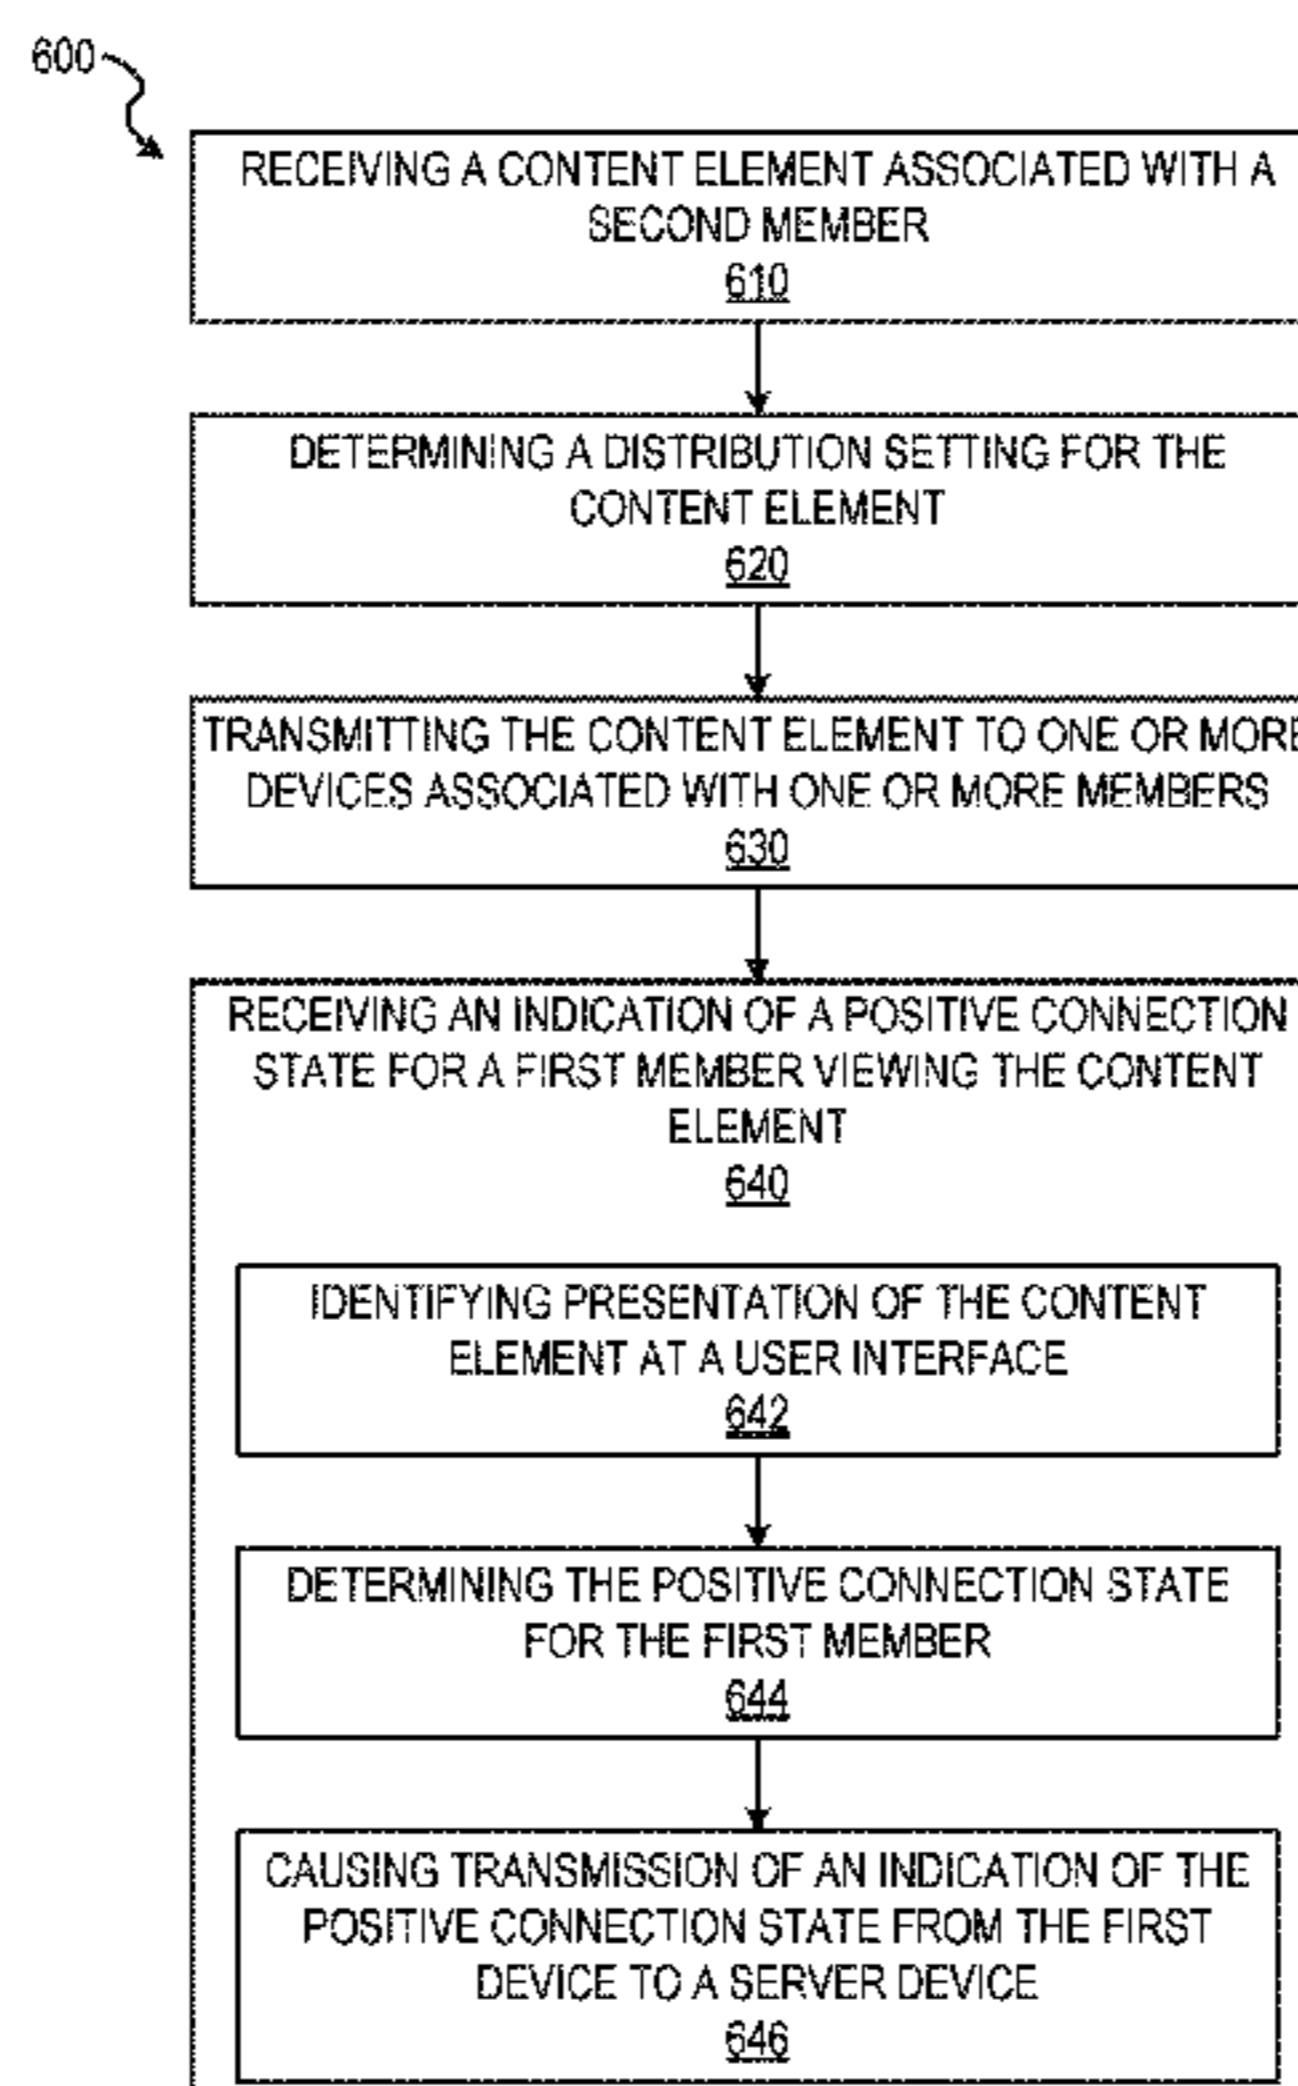 600
RECEIVING A CONTENT ELEMENT ASSOCIATED WITH A
SECOND MEMBER
610
DETERMINING A DISTRIBUTION SETTING FOR THE
CONTENT ELEMENT
620
TRANSMITTING THE CONTENT ELEMENT TO ONE OR MORE
DEVICES ASSOCIATED WITH ONE OR MORE MEMBERS
630
RECEIVING AN INDICATION OF A POSITIVE CONNECTION
STATE FOR A FIRST MEMBER VIEWING THE CONTENT
ELEMENT
640
IDENTIFYING PRESENTATION OF THE CONTENT
ELEMENT AT A USER INTERFACE
642
DETERMINING THE POSITIVE CONNECTION STATE
FOR THE FIRST MEMBER
644
CAUSING TRANSMISSION OF AN INDICATION OF THE
POSITIVE CONNECTION STATE FROM THE FIRST
DEVICE TO A SERVER DEVICE
646